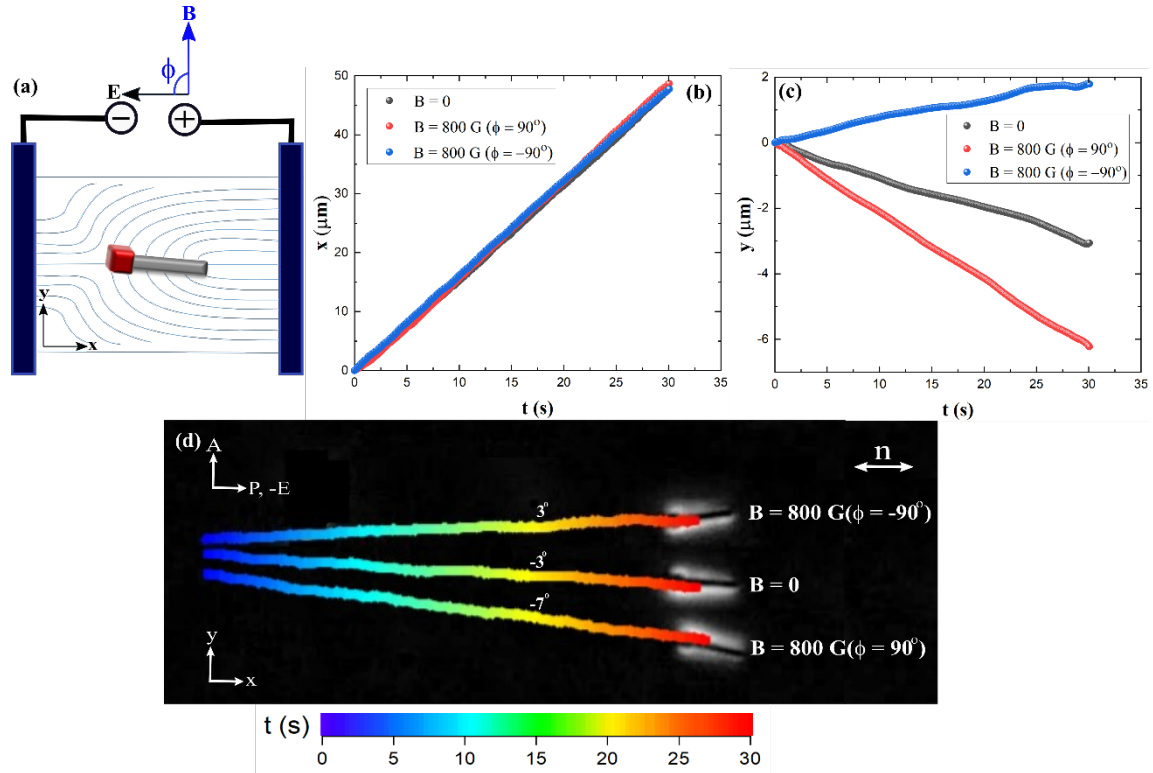 (a)
B
ϕ
E
−
+
y
x
(b)
B = 0
B = 800 G (ϕ = 90°)
B = 800 G (ϕ = −90°)
x (μm)
50
40
30
20
10
0
0 5 10 15 20 25 30 35
t (s)
(c)
B = 0
B = 800 G (ϕ = 90°)
B = 800 G (ϕ = −90°)
y (μm)
2
0
-2
-4
-6
0 5 10 15 20 25 30 35
t (s)
(d)
A
P, -E
n
3°
-3°
-7°
B = 800 G(ϕ = -90°)
B = 0
B = 800 G(ϕ = 90°)
y
x
t (s)
0 5 10 15 20 25 30